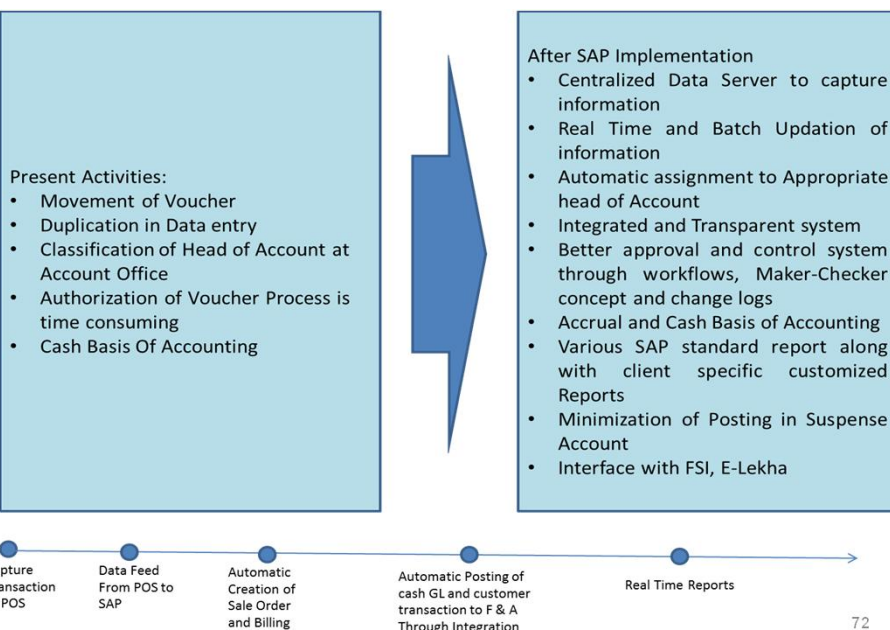 Present Activities:
• Movement of Voucher
• Duplication in Data entry
• Classification of Head of Account at
Account Office
• Authorization of Voucher Process is
time consuming
• Cash Basis Of Accounting
After SAP Implementation
• Centralized Data Server to capture
information
• Real Time and Batch Updation of
information
• Automatic assignment to Appropriate
head of Account
• Integrated and Transparent system
• Better approval and control system
through workflows, Maker-Checker
concept and change logs
• Accrual and Cash Basis of Accounting
• Various SAP standard report along
with client specific customized
Reports
• Minimization of Posting in Suspense
Account
• Interface with FSI, E-Lekha
POS
Data Feed
From POS to
SAP
Automatic
Creation of
Sale Order
and Billing
Automatic Posting of
cash GL and customer
transaction to F & A
Through Integration
Real Time Reports
72